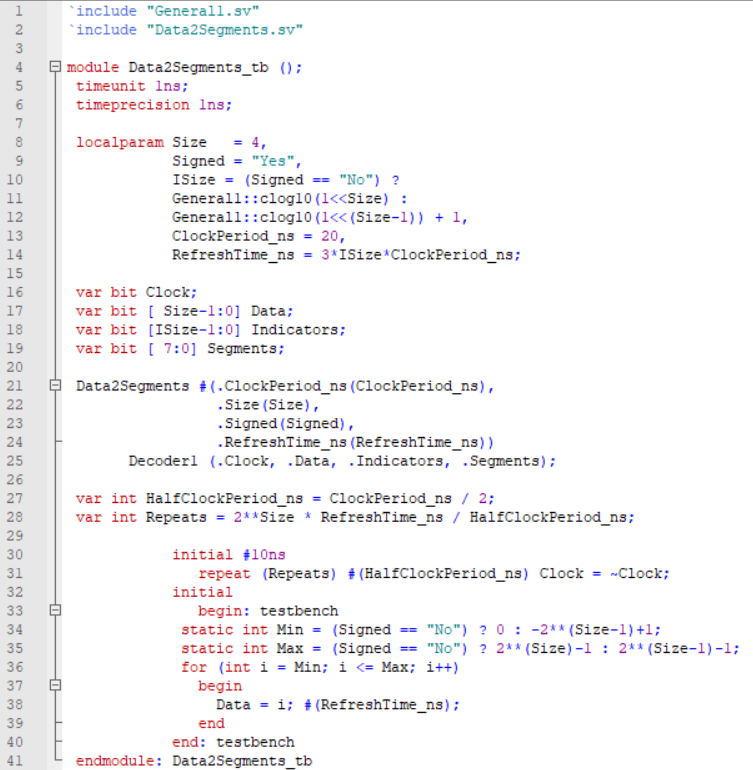 1 `include "General1.sv"
2 `include "Data2Segments.sv"
3
4 module Data2Segments_tb ();
5 timeunit 1ns;
6 timeprecision 1ns;
7
8 localparam Size   = 4,
9            Signed = "Yes",
10            ISize = (Signed == "No") ?
11            General1::clog10(1<<Size) :
12            General1::clog10(1<<(Size-1)) + 1,
13            ClockPeriod_ns = 20,
14            RefreshTime_ns = 3*ISize*ClockPeriod_ns;
15
16 var bit Clock;
17 var bit [ Size-1:0] Data;
18 var bit [ISize-1:0] Indicators;
19 var bit [ 7:0] Segments;
20
21 Data2Segments #(.ClockPeriod_ns(ClockPeriod_ns),
22                 .Size(Size),
23                 .Signed(Signed),
24                 .RefreshTime_ns(RefreshTime_ns))
25       Decoder1 (.Clock, .Data, .Indicators, .Segments);
26
27 var int HalfClockPeriod_ns = ClockPeriod_ns / 2;
28 var int Repeats = 2**Size * RefreshTime_ns / HalfClockPeriod_ns;
29
30            initial #10ns
31               repeat (Repeats) #(HalfClockPeriod_ns) Clock = ~Clock;
32            initial
33               begin: testbench
34             static int Min = (Signed == "No") ? 0 : -2**(Size-1)+1;
35             static int Max = (Signed == "No") ? 2**(Size)-1 : 2**(Size-1)-1;
36             for (int i = Min; i <= Max; i++)
37               begin
38                 Data = i; #(RefreshTime_ns);
39               end
40            end: testbench
41 endmodule: Data2Segments_tb